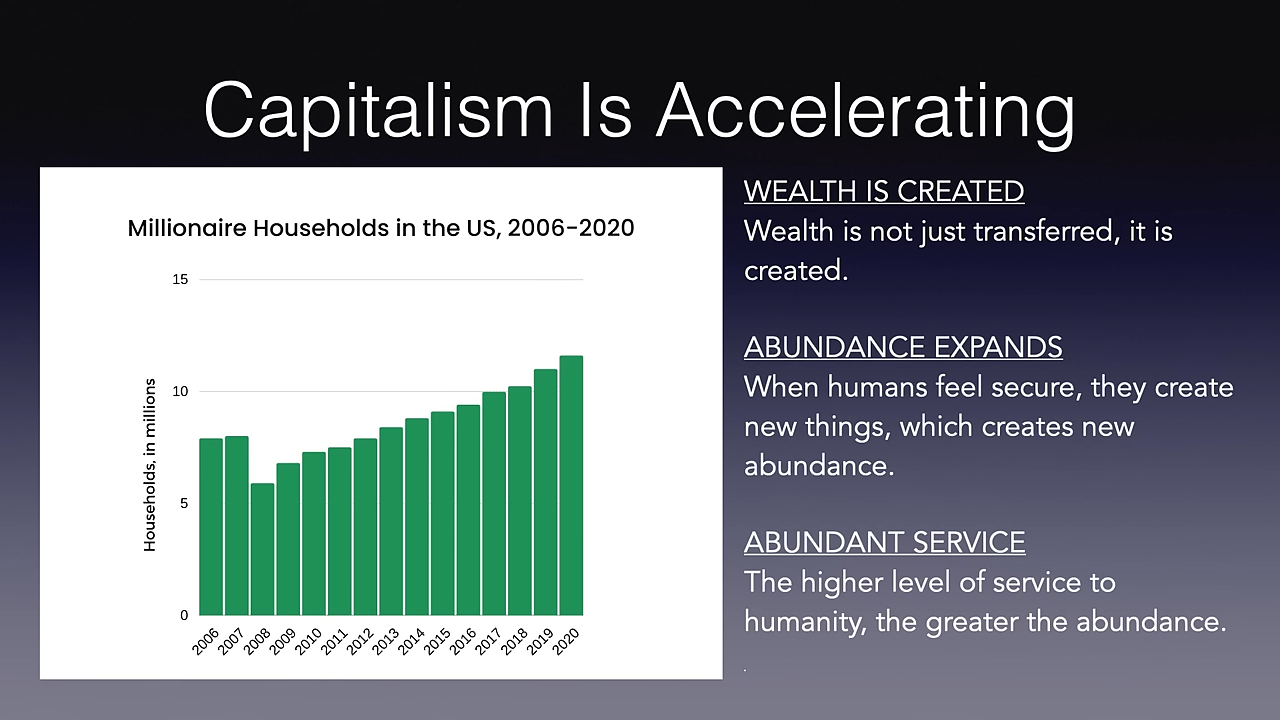 Capitalism Is Accelerating
Millionaire Households in the US, 2006-2020
Households, in millions
15
10
5
0
2006
2007
2008
2009
2010
2011
2012
2013
2014
2015
2016
2017
2018
2019
2020
WEALTH IS CREATED
Wealth is not just transferred, it is
created.
ABUNDANCE EXPANDS
When humans feel secure, they create
new things, which creates new
abundance.
ABUNDANT SERVICE
The higher level of service to
humanity, the greater the abundance.
.